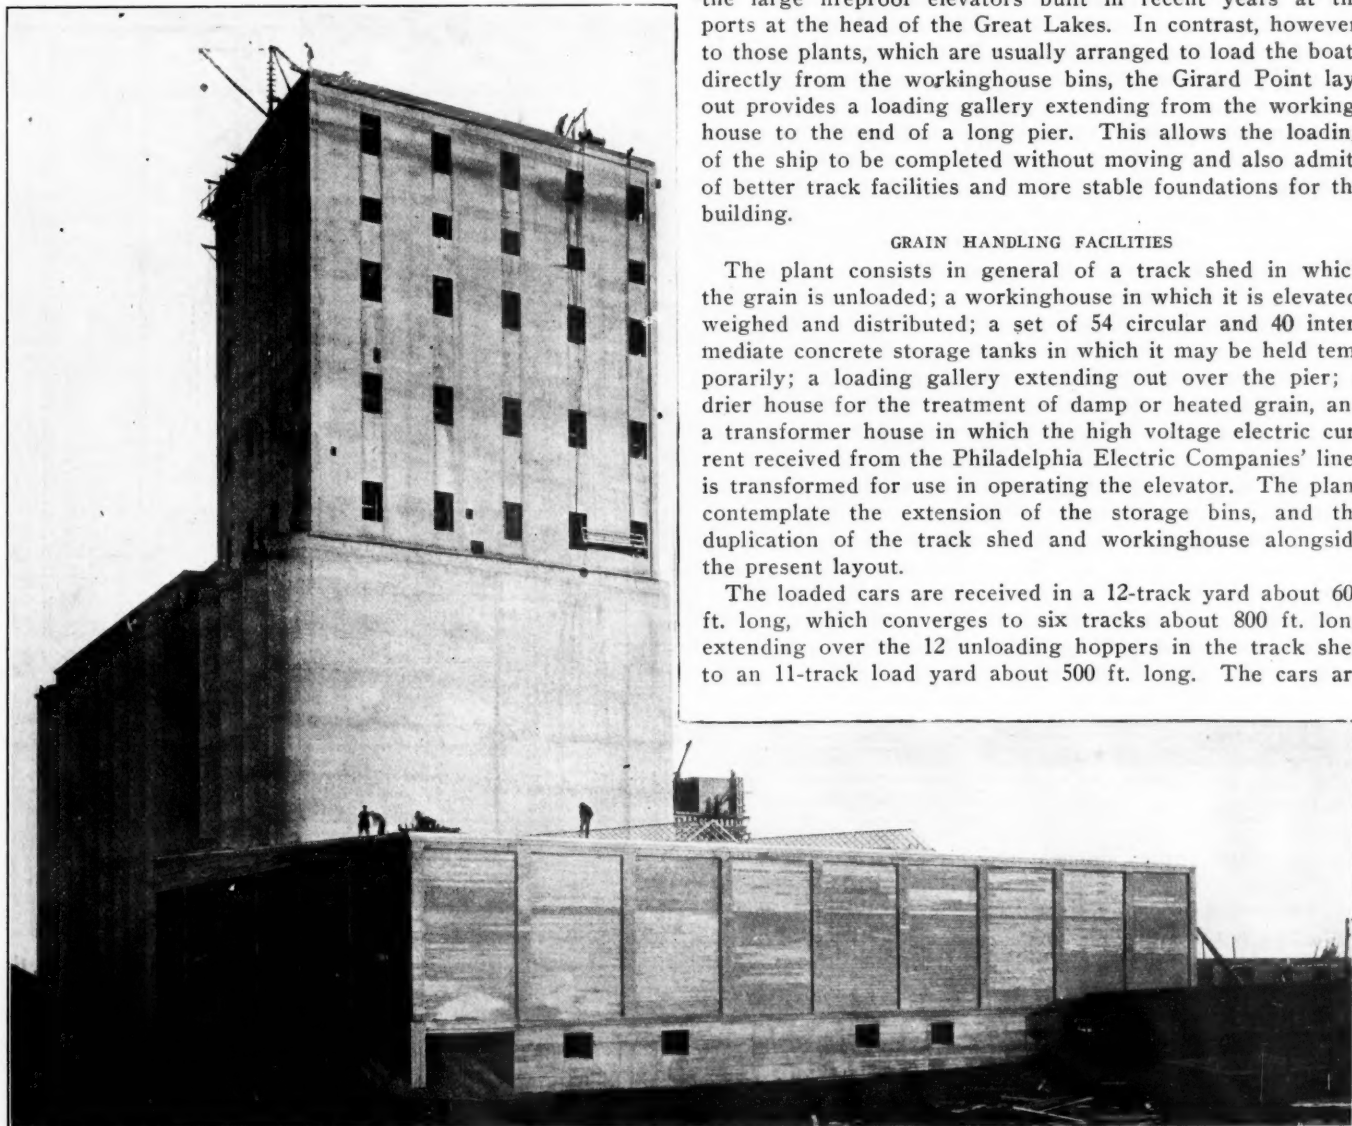 the large fireproof elevators built in recent years at th
ports at the head of the Great Lakes. In contrast, howeve
to those plants, which are usually arranged to load the boat
directly from the workinghouse bins, the Girard Point lay
out provides a loading gallery extending from the working
house to the end of a long pier. This allows the loadin
of the ship to be completed without moving and also admit
of better track facilities and more stable foundations for th
building.
GRAIN HANDLING FACILITIES
The plant consists in general of a track shed in whic
the grain is unloaded; a workinghouse in which it is elevated
weighed and distributed; a set of 54 circular and 40 inter
mediate concrete storage tanks in which it may be held tem
porarily; a loading gallery extending out over the pier;
drier house for the treatment of damp or heated grain, an
a transformer house in which the high voltage electric cur
rent received from the Philadelphia Electric Companies' line
is transformed for use in operating the elevator. The plan
contemplate the extension of the storage bins, and th
duplication of the track shed and workinghouse alongsid
the present layout.
The loaded cars are received in a 12-track yard about 60
ft. long, which converges to six tracks about 800 ft. lon
extending over the 12 unloading hoppers in the track she
to an 11-track load yard about 500 ft. long. The cars ar